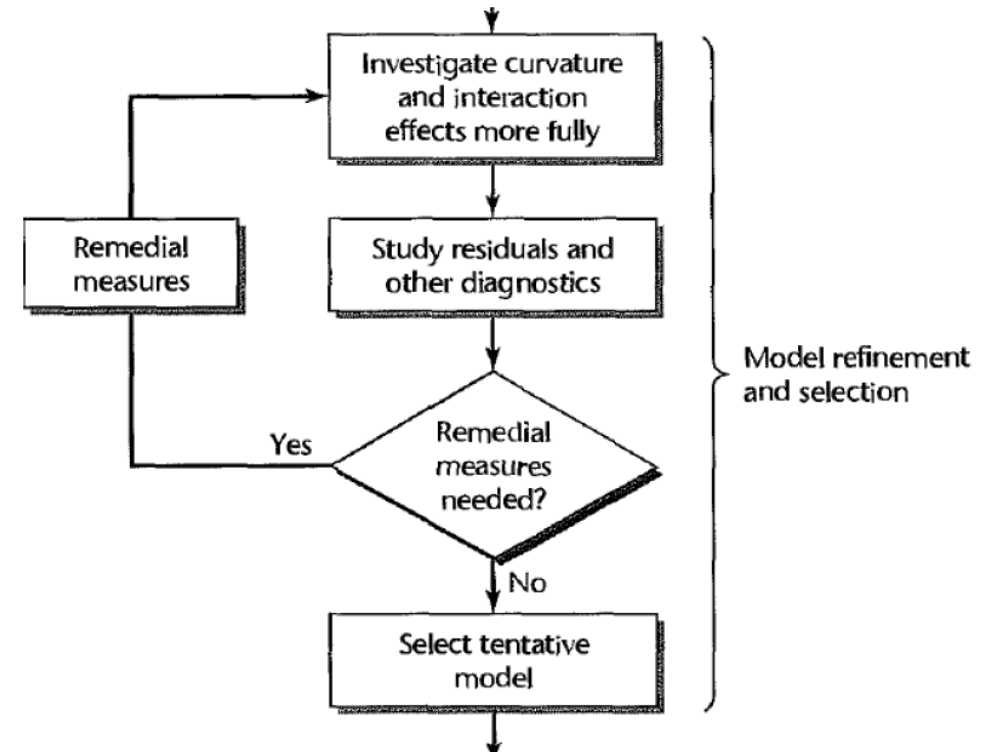 Investigate curvature
and interaction
effects more fully
Remedial
measures
Study residuals and
other diagnostics
Model refinement
and selection
Yes
Remedial
measures
needed?
No
Select tentative
model